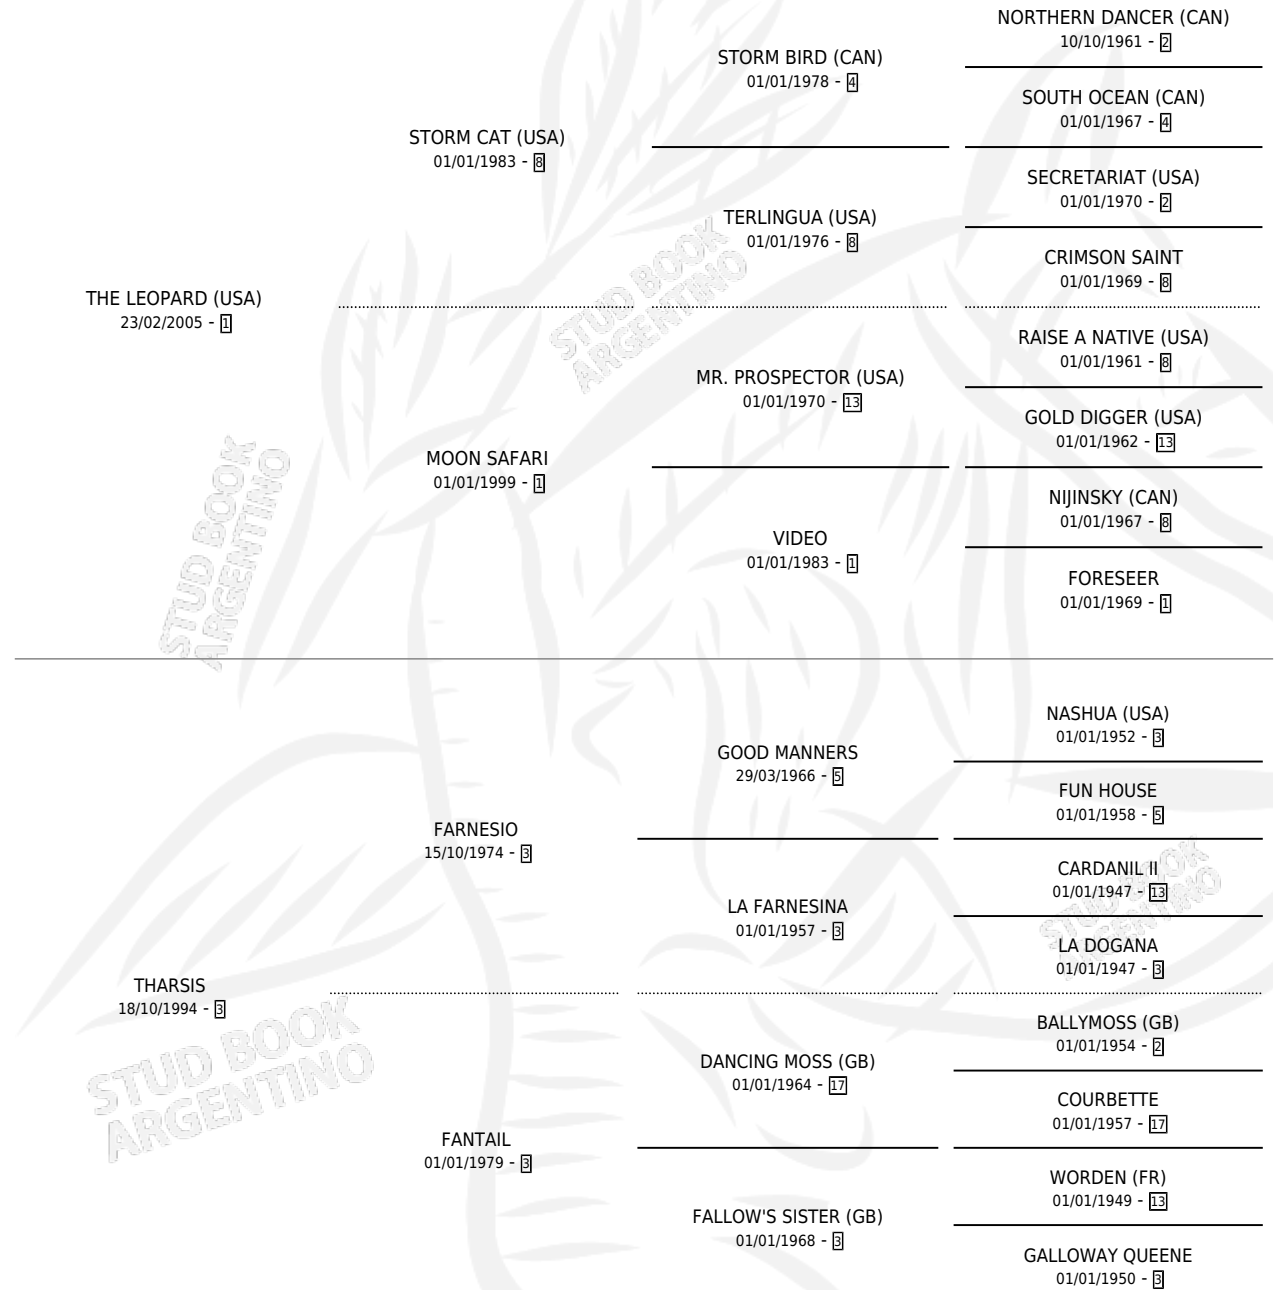 NORTHERN DANCER (CAN)
10/10/1961 - 2
STORM BIRD (CAN)
01/01/1978 - 4
SOUTH OCEAN (CAN)
01/01/1967 - 4
STORM CAT (USA)
01/01/1983 - 8
SECRETARIAT (USA)
01/01/1970 - 2
TERLINGUA (USA)
01/01/1976 - 8
CRIMSON SAINT
01/01/1969 - 8
THE LEOPARD (USA)
23/02/2005 - 1
STUD BOOK
ARGENTINO
RAISE A NATIVE (USA)
01/01/1961 - 8
MR. PROSPECTOR (USA)
01/01/1970 - 13
GOLD DIGGER (USA)
01/01/1962 - 13
MOON SAFARI
01/01/1999 - 1
NIJINSKY (CAN)
01/01/1967 - 8
VIDEO
01/01/1983 - 1
FORESEER
01/01/1969 - 1
STUD BOOK
ARGENTINO
NASHUA (USA)
01/01/1952 - 3
GOOD MANNERS
29/03/1966 - 5
FUN HOUSE
01/01/1958 - 5
FARNESIO
15/10/1974 - 3
CARDANIL II
01/01/1947 - 13
LA FARNESINA
01/01/1957 - 3
STUD BOOK
ARGENTINO
LA DOGANA
01/01/1947 - 3
THARSIS
18/10/1994 - 3
BALLYMOSS (GB)
01/01/1954 - 2
DANCING MOSS (GB)
01/01/1964 - 17
STUD BOOK
ARGENTINO
COURBETTE
01/01/1957 - 17
FANTAIL
01/01/1979 - 3
WORDEN (FR)
01/01/1949 - 13
FALLOW'S SISTER (GB)
01/01/1968 - 3
GALLOWAY QUEENE
01/01/1950 - 3